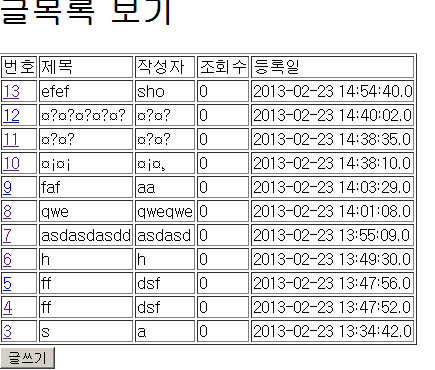 글목록 보기
번호 제목 작성자 조회수 등록일
13 efef sho 0 2013-02-23 14:54:40.0
12 ¤?¤?¤?¤?¤? ¤?¤? 0 2013-02-23 14:40:02.0
11 ¤?¤? ¤?¤? 0 2013-02-23 14:38:35.0
10 ¤¡¤¡ ¤¡¤¸ 0 2013-02-23 14:38:10.0
9 faf aa 0 2013-02-23 14:03:29.0
8 qwe qweqwe 0 2013-02-23 14:01:08.0
7 asdasdasdd asdasd 0 2013-02-23 13:55:09.0
6 h h 0 2013-02-23 13:49:30.0
5 ff dsf 0 2013-02-23 13:47:56.0
4 ff dsf 0 2013-02-23 13:47:52.0
3 s a 0 2013-02-23 13:34:42.0
글쓰기